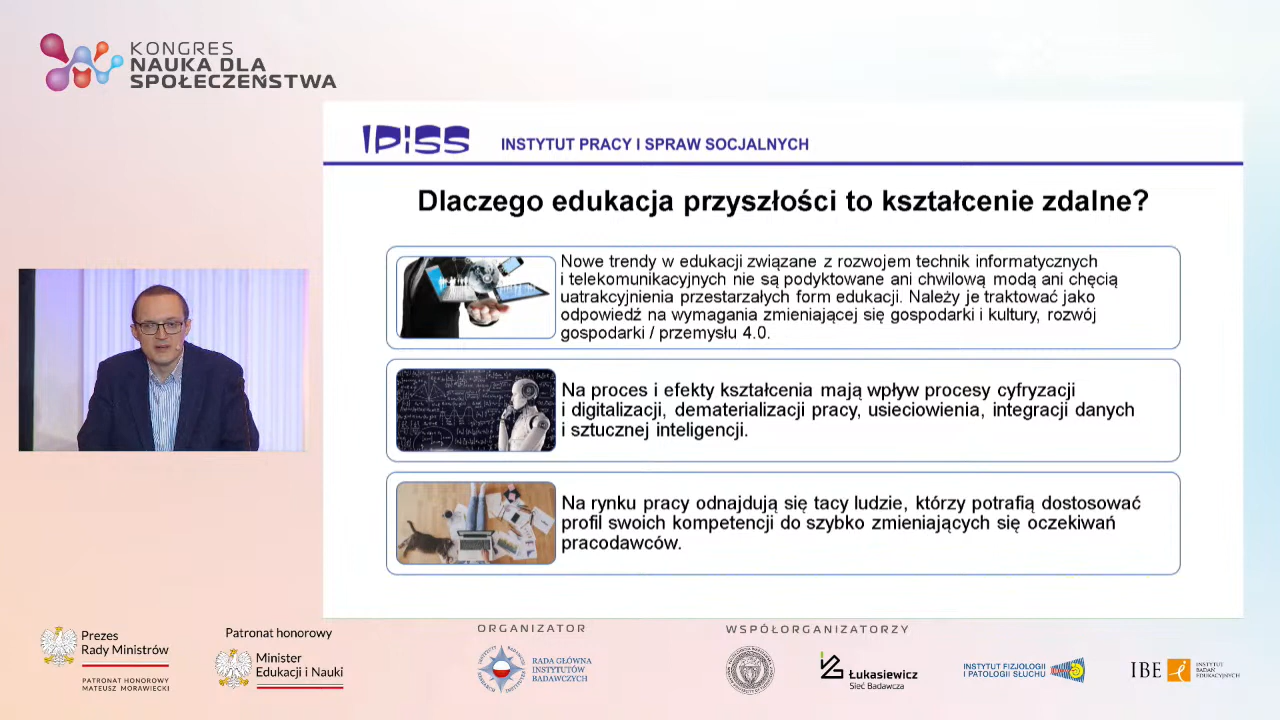 KONGRES
NAUKA DLA
SPOŁECZEŃSTWA
IPiSS
INSTYTUT PRACY I SPRAW SOCJALNYCH
Dlaczego edukacja przyszłości to kształcenie zdalne?
Nowe trendy w edukacji związane z rozwojem technik informatycznych
i telekomunikacyjnych nie są podyktowane ani chwilową modą ani chęcią
uatrakcyjnienia przestarzałych form edukacji. Należy je traktować jako
odpowiedź na wymagania zmieniającej się gospodarki i kultury, rozwój
gospodarki / przemysłu 4.0.
Na proces i efekty kształcenia mają wpływ procesy cyfryzacji
i digitalizacji, dematerializacji pracy, usieciowienia, integracji danych
i sztucznej inteligencji.
Na rynku pracy odnajdują się tacy ludzie, którzy potrafią dostosować
profil swoich kompetencji do szybko zmieniających się oczekiwań
pracodawców.
Prezes
Rady Ministrów
PATRONAT HONOROWY
MATEUSZ MORAWIECKI
Patronat honorowy
Minister
Edukacji i Nauki
ORGANIZATOR
RADA GŁÓWNA
INSTYTUTÓW
BADAWCZYCH
WSPÓŁORGANIZATORZY
Łukasiewicz
Sieć Badawcza
INSTYTUT FIZJOLOGII
I PATOLOGII SŁUCHU
IBE
INSTYTUT
BADAŃ
EDUKACYJNYCH